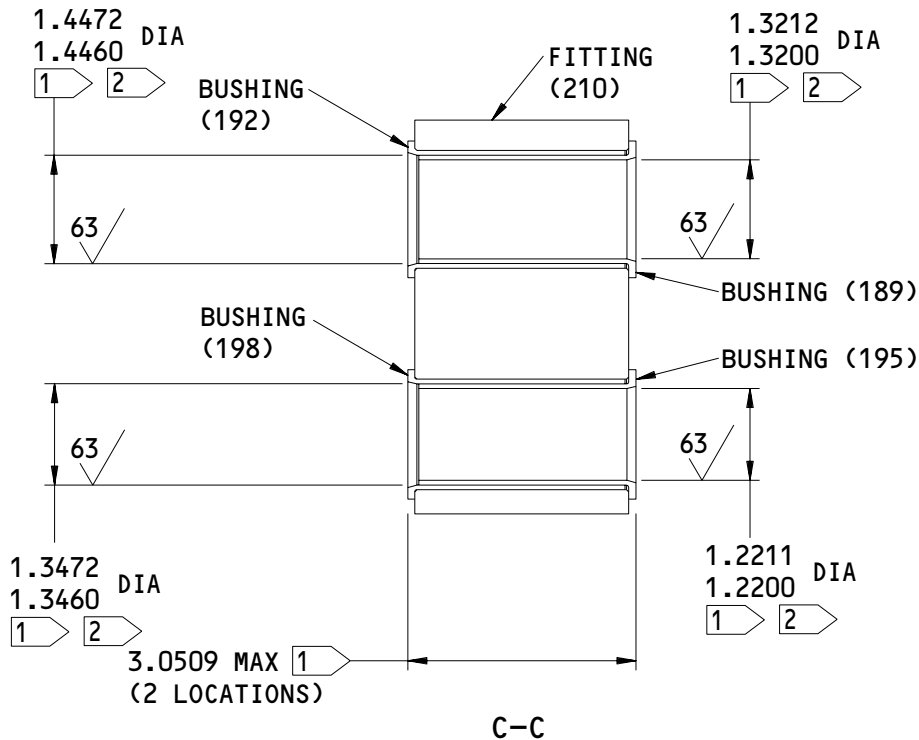 1.4472
1.4460 DIA
1 2
BUSHING
(192)
FITTING
(210)
1.3212
1.3200 DIA
1 2
63
63
BUSHING (189)
BUSHING
(198)
BUSHING (195)
63
63
1.3472
1.3460 DIA
1 2
1.2211
1.2200 DIA
1 2
3.0509 MAX 1
(2 LOCATIONS)
C-C